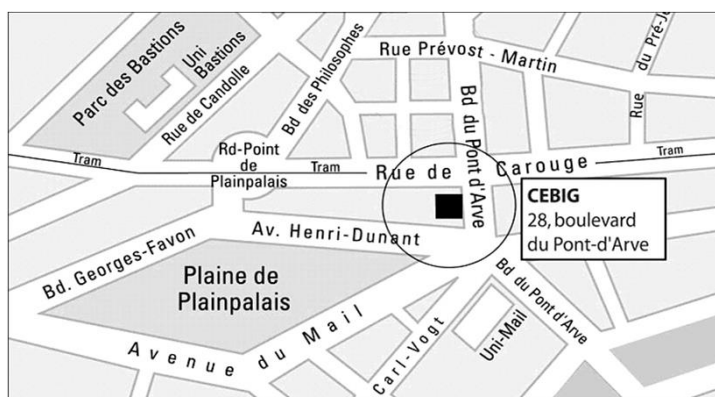 Parc des Bastions
Uni
Bastions
Rue de Candolle
Bd des Philosophes
Rue Prévost - Martin
Rue du Pré-Je
Bd du Pont d'Arve
Tram
Rd-Point
de
Plainpalais
Tram
Rue de Carouge
Tram
CEBIG
28, boulevard
du Pont-d'Arve
Av. Henri-Dunant
Bd. Georges-Favon
Plaine de
Plainpalais
Avenue du Mail
Carl-Vogt
Uni-Mail
Bd du Pont d'Arve